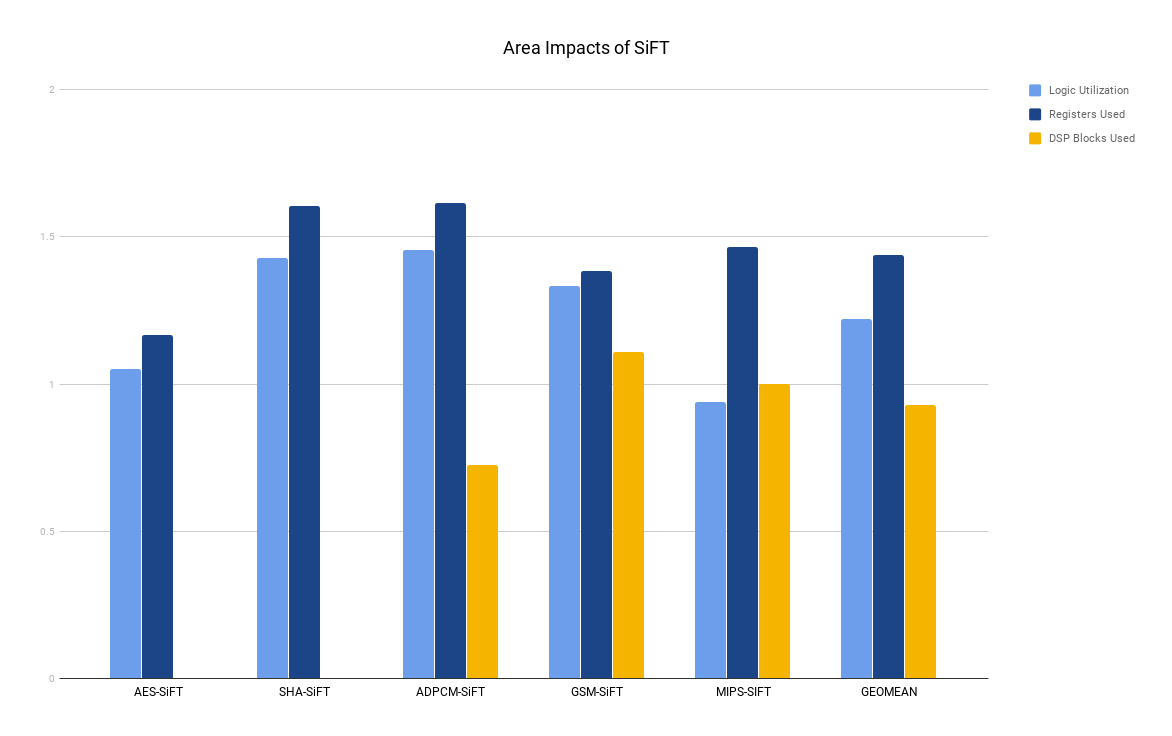 Area Impacts of SiFT
2
1.5
1
0.5
0
Logic Utilization
Registers Used
DSP Blocks Used
AES-SiFT
SHA-SiFT
ADPCM-SiFT
GSM-SiFT
MIPS-SIFT
GEOMEAN